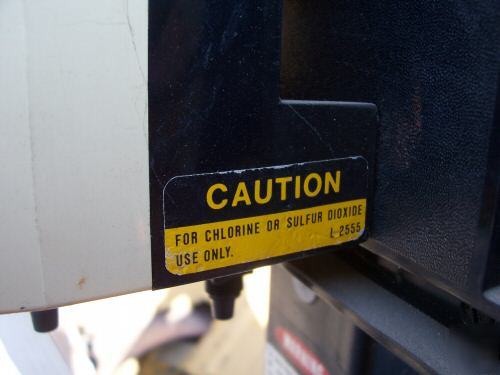 CAUTION
FOR CHLORINE OR SULFUR DIOXIDE
USE ONLY. L 2555